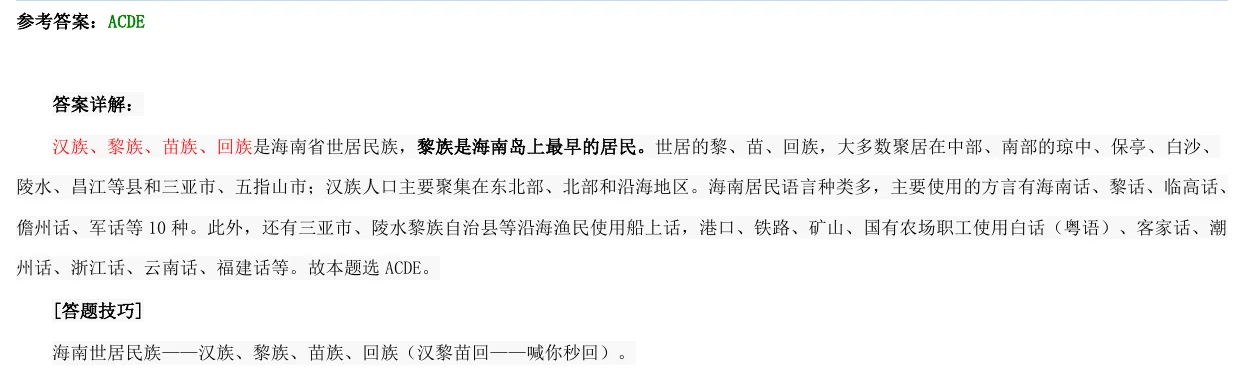 参考答案：ACDE
答案详解：
汉族、黎族、苗族、回族是海南省世居民族，黎族是海南岛上最早的居民。世居的黎、苗、回族，大多数聚居在中部、南部的琼中、保亭、白沙、
陵水、昌江等县和三亚市、五指山市；汉族人口主要聚集在东北部、北部和沿海地区。海南居民语言种类多，主要使用的方言有海南话、黎话、临高话、
儋州话、军话等 10 种。此外，还有三亚市、陵水黎族自治县等沿海渔民使用船上话，港口、铁路、矿山、国有农场职工使用白话（粤语）、客家话、潮
州话、浙江话、云南话、福建话等。故本题选 ACDE。
[答题技巧]
海南世居民族——汉族、黎族、苗族、回族（汉黎苗回——喊你秒回）。